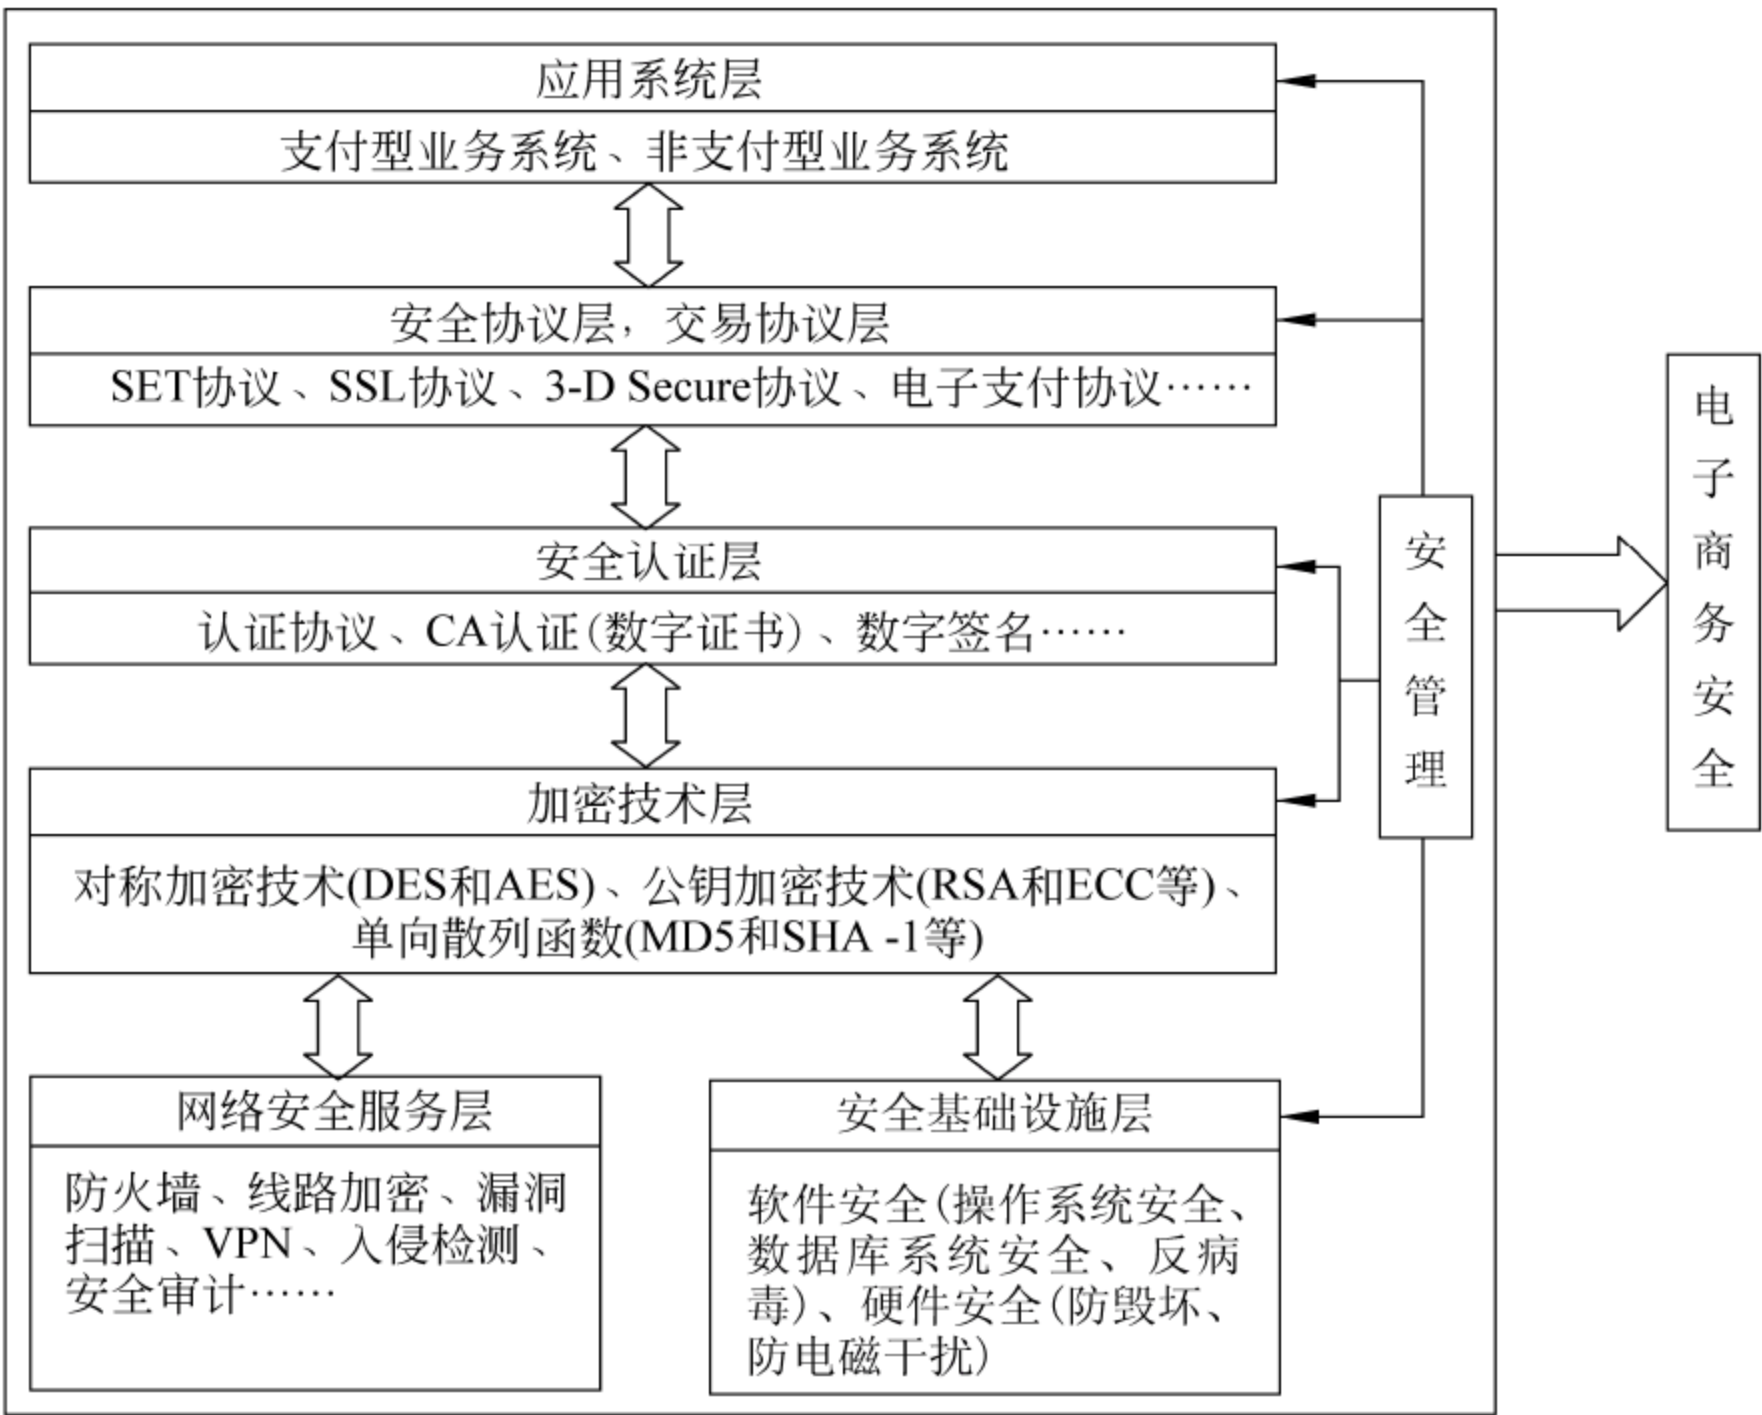 应用系统层
支付型业务系统、非支付型业务系统
安全协议层，交易协议层
SET协议、SSL协议、3-D Secure协议、电子支付协议……
安全认证层
认证协议、CA认证(数字证书)、数字签名……
加密技术层
对称加密技术(DES和AES)、公钥加密技术(RSA和ECC等)、
单向散列函数(MD5和SHA -1等)
网络安全服务层
防火墙、线路加密、漏洞
扫描、VPN、入侵检测、
安全审计……
安全基础设施层
软件安全(操作系统安全、
数据库系统安全、反病
毒)、硬件安全(防毁坏、
防电磁干扰)
安全管理
电子商务安全